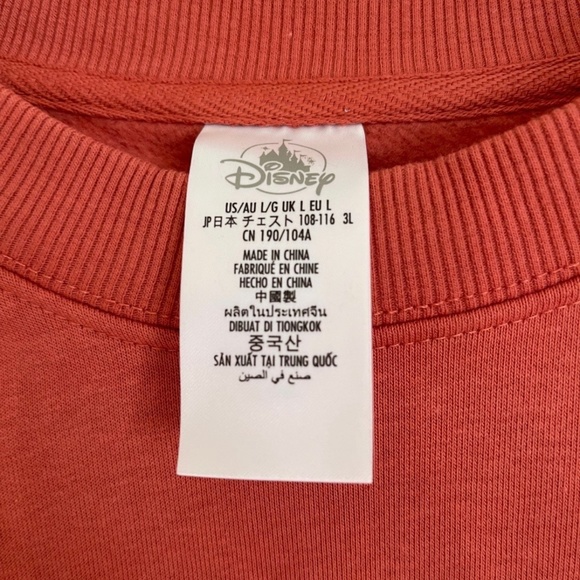 Disney
US/AU L/G UK L EU L
JP日本 チェスト 108-116 3L
CN 190/104A
MADE IN CHINA
FABRIQUÉ EN CHINE
HECHO EN CHINA
中國製
ผลิตในประเทศจีน
DIBUAT DI TIONGKOK
중국산
SẢN XUẤT TẠI TRUNG QUỐC
صنع في الصين